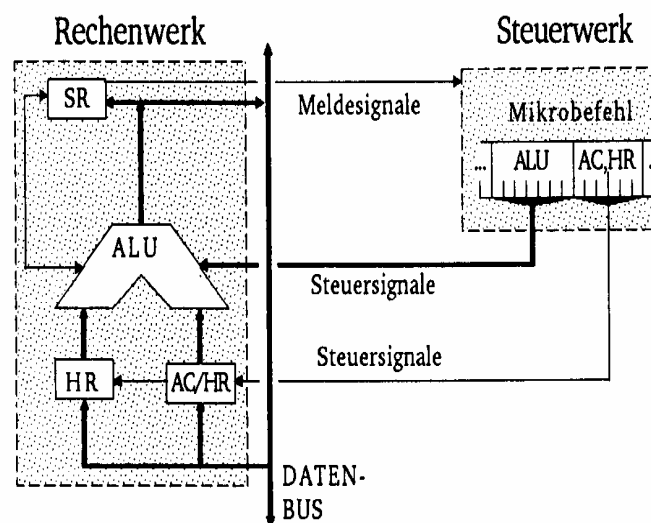 Rechenwerk
Steuerwerk
SR
Meldesignale
Mikrobefehl
... ALU AC,HR .
ALU
Steuersignale
Steuersignale
HR
AC/HR
DATEN-
BUS